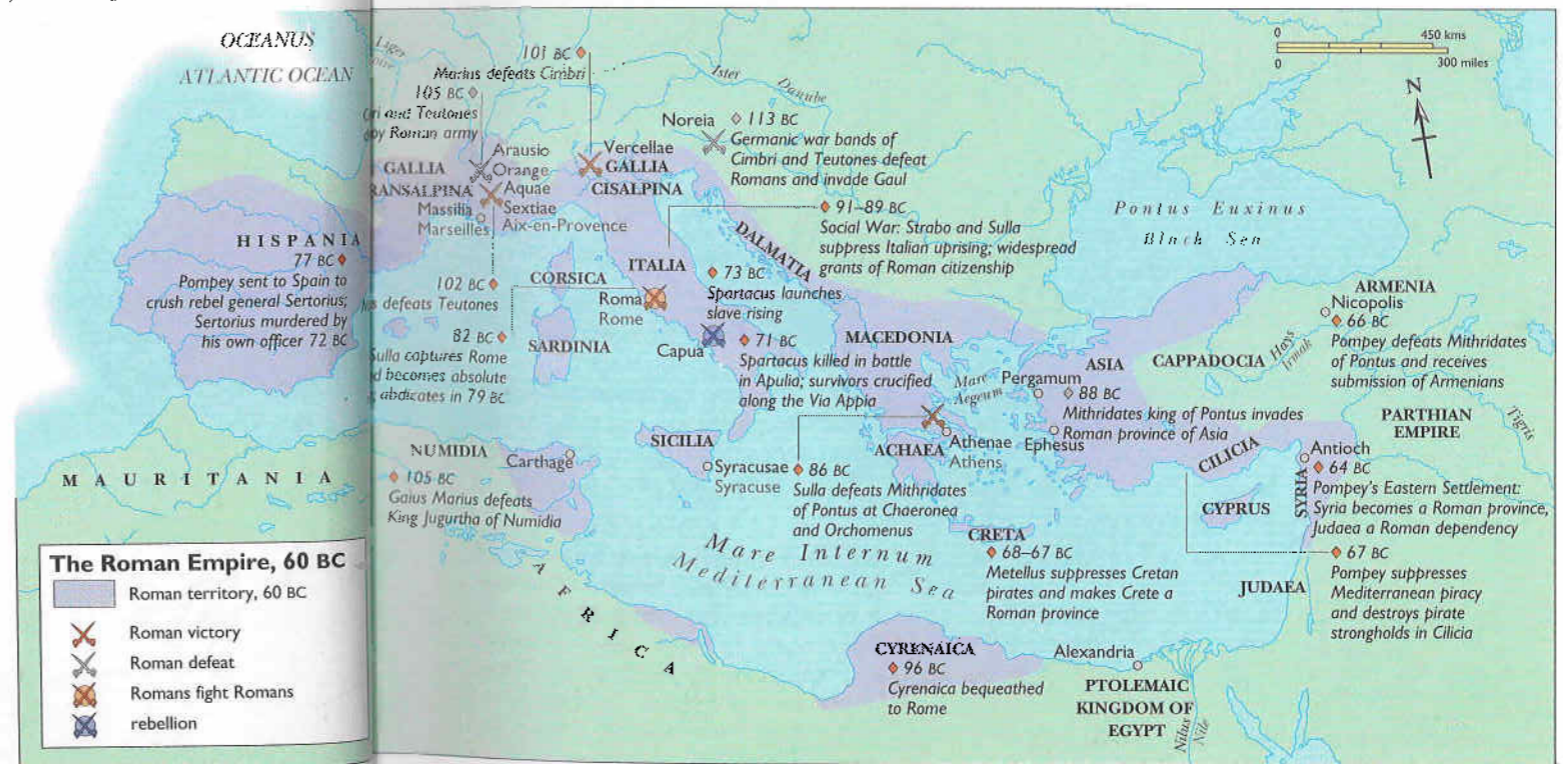 OCEANUS
ATLANTIC OCEAN
Liger
101 BC
Marius defeats Cimbri
105 BC
and Teutones
by Roman army
Ister
Danube
Noreia
113 BC
Germanic war bands of
Cimbri and Teutones defeat
Romans and invade Gaul
0 450 kms
0 300 miles
N
GALLIA
RANSALPINA
Arausio
Orange
Aquae
Sextiae
Aix-en-Provence
Massilia
Marseilles
Vercellae
GALLIA
CISALPINA
91–89 BC
Social War: Strabo and Sulla
suppress Italian uprising; widespread
grants of Roman citizenship
Pontus Euxinus
Black Sea
HISPANIA
77 BC
Pompey sent to Spain to
crush rebel general Sertorius;
Sertorius murdered by
his own officer 72 BC
102 BC
defeats Teutones
CORSICA
ITALIA
DALMATIA
73 BC
Spartacus launches
slave rising
Roma
Rome
82 BC
Sulla captures Rome
becomes absolute
abdicates in 79 BC
SARDINIA
Capua
71 BC
Spartacus killed in battle
in Apulia; survivors crucified
along the Via Appia
MACEDONIA
Mare
Aegeum
Pergamum
ASIA
88 BC
Mithridates king of Pontus invades
Roman province of Asia
Ephesus
CAPPADOCIA
Irmak
ARMENIA
Nicopolis
66 BC
Pompey defeats Mithridates
of Pontus and receives
submission of Armenians
PARTHIAN
EMPIRE
Tigris
MAURITANIA
NUMIDIA
Carthage
105 BC
Gaius Marius defeats
King Jugurtha of Numidia
SICILIA
Syracusae
Syracuse
86 BC
Sulla defeats Mithridates
of Pontus at Chaeronea
and Orchomenus
ACHAEA
Athenae
Athens
CILICIA
Antioch
64 BC
Pompey's Eastern Settlement:
Syria becomes a Roman province,
Judaea a Roman dependency
SYRIA
CYPRUS
CRETA
68–67 BC
Metellus suppresses Cretan
pirates and makes Crete a
Roman province
67 BC
Pompey suppresses
Mediterranean piracy
and destroys pirate
strongholds in Cilicia
JUDAEA
Mare Internum
Mediterranean Sea
AFRICA
CYRENAICA
96 BC
Cyrenaica bequeathed
to Rome
Alexandria
PTOLEMAIC
KINGDOM OF
EGYPT
Nilus
Nile
The Roman Empire, 60 BC
Roman territory, 60 BC
Roman victory
Roman defeat
Romans fight Romans
rebellion